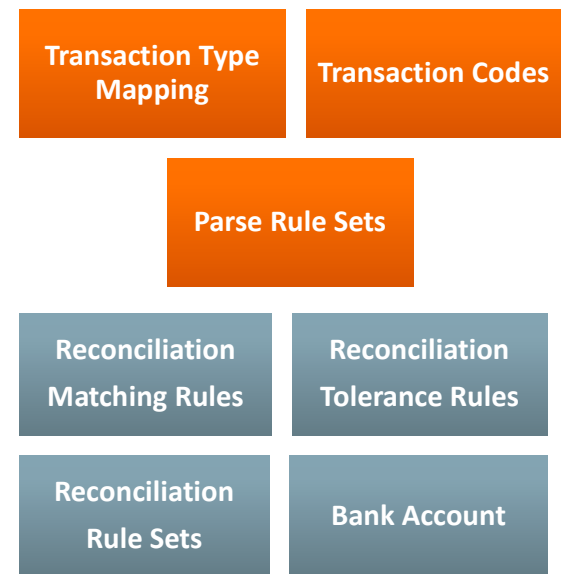 Transaction Type
Mapping
Transaction Codes
Parse Rule Sets
Reconciliation
Matching Rules
Reconciliation
Tolerance Rules
Reconciliation
Rule Sets
Bank Account